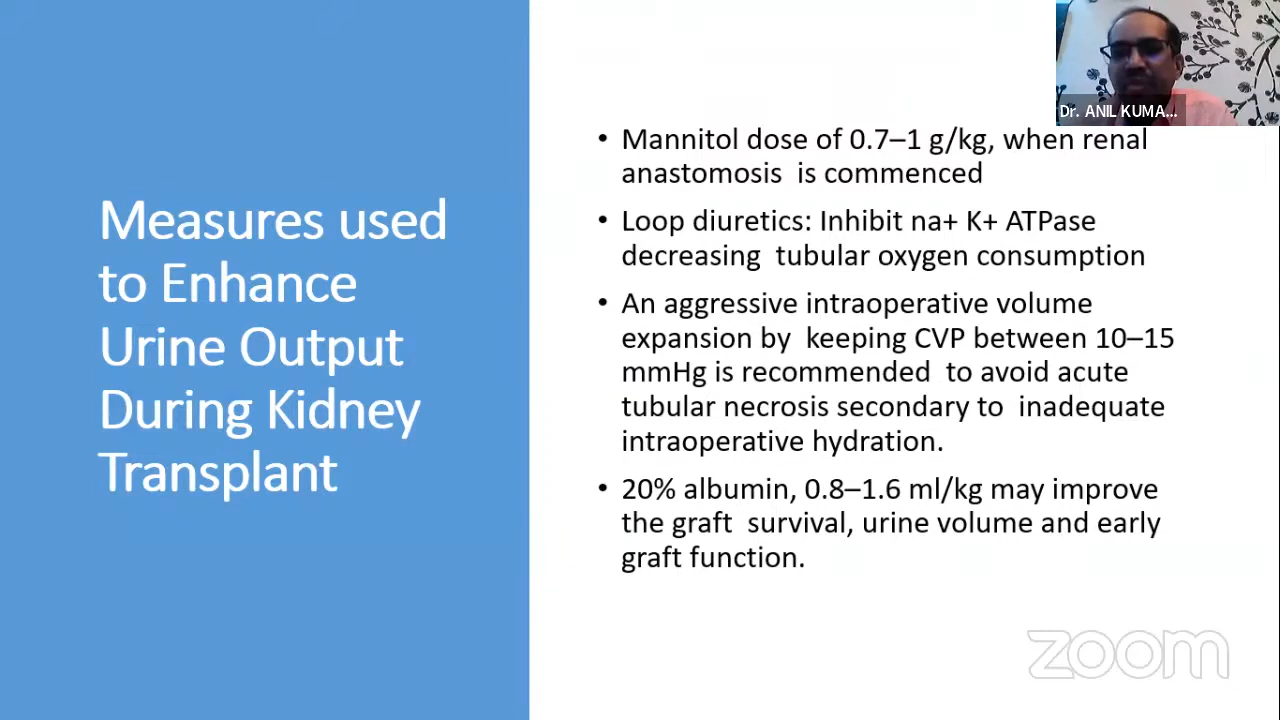 Dr. ANIL KUMA...
Measures used
to Enhance
Urine Output
During Kidney
Transplant
• Mannitol dose of 0.7–1 g/kg, when renal
anastomosis is commenced
• Loop diuretics: Inhibit na+ K+ ATPase
decreasing tubular oxygen consumption
• An aggressive intraoperative volume
expansion by keeping CVP between 10–15
mmHg is recommended to avoid acute
tubular necrosis secondary to inadequate
intraoperative hydration.
• 20% albumin, 0.8–1.6 ml/kg may improve
the graft survival, urine volume and early
graft function.
zoom